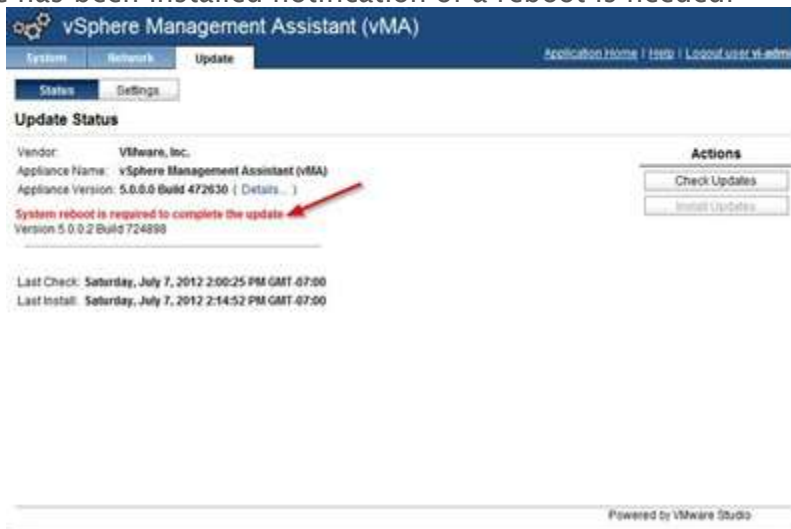 has been installed notification of a reboot is needed.
vSphere Management Assistant (vMA)
System Network Update
Application Home | Help | Logout user vi-admin
Status Settings
Update Status
Vendor: VMware, Inc.
Appliance Name: vSphere Management Assistant (vMA)
Appliance Version: 5.0.0.0 Build 472630 ( Details... )
System reboot is required to complete the update
Version 5.0.0.2 Build 724898
Last Check: Saturday, July 7, 2012 2:00:25 PM GMT-07:00
Last Install: Saturday, July 7, 2012 2:14:52 PM GMT-07:00
Actions
Check Updates
Install Updates
Powered by VMware Studio